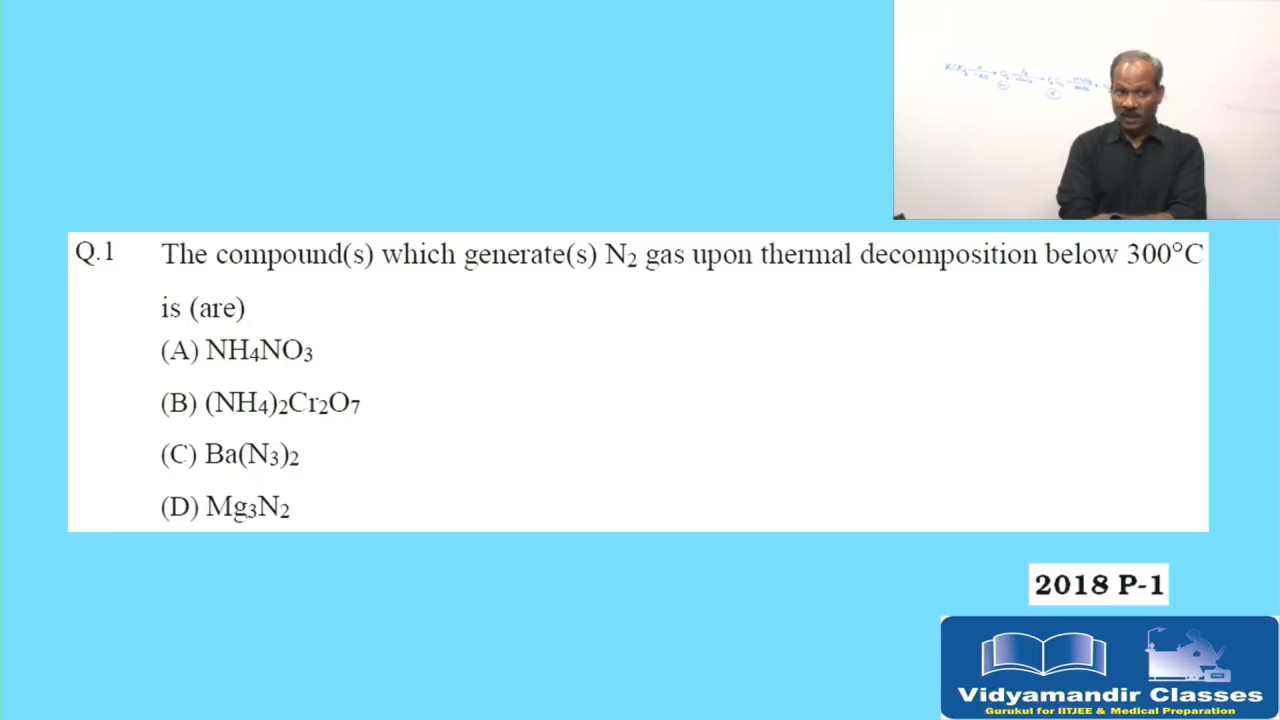 Q.1 The compound(s) which generate(s) N₂ gas upon thermal decomposition below 300°C
is (are)
(A) NH₄NO₃
(B) (NH₄)₂Cr₂O₇
(C) Ba(N₃)₂
(D) Mg₃N₂
2018 P-1
Vidyamandir Classes
Gurukul for IITJEE & Medical Preparation